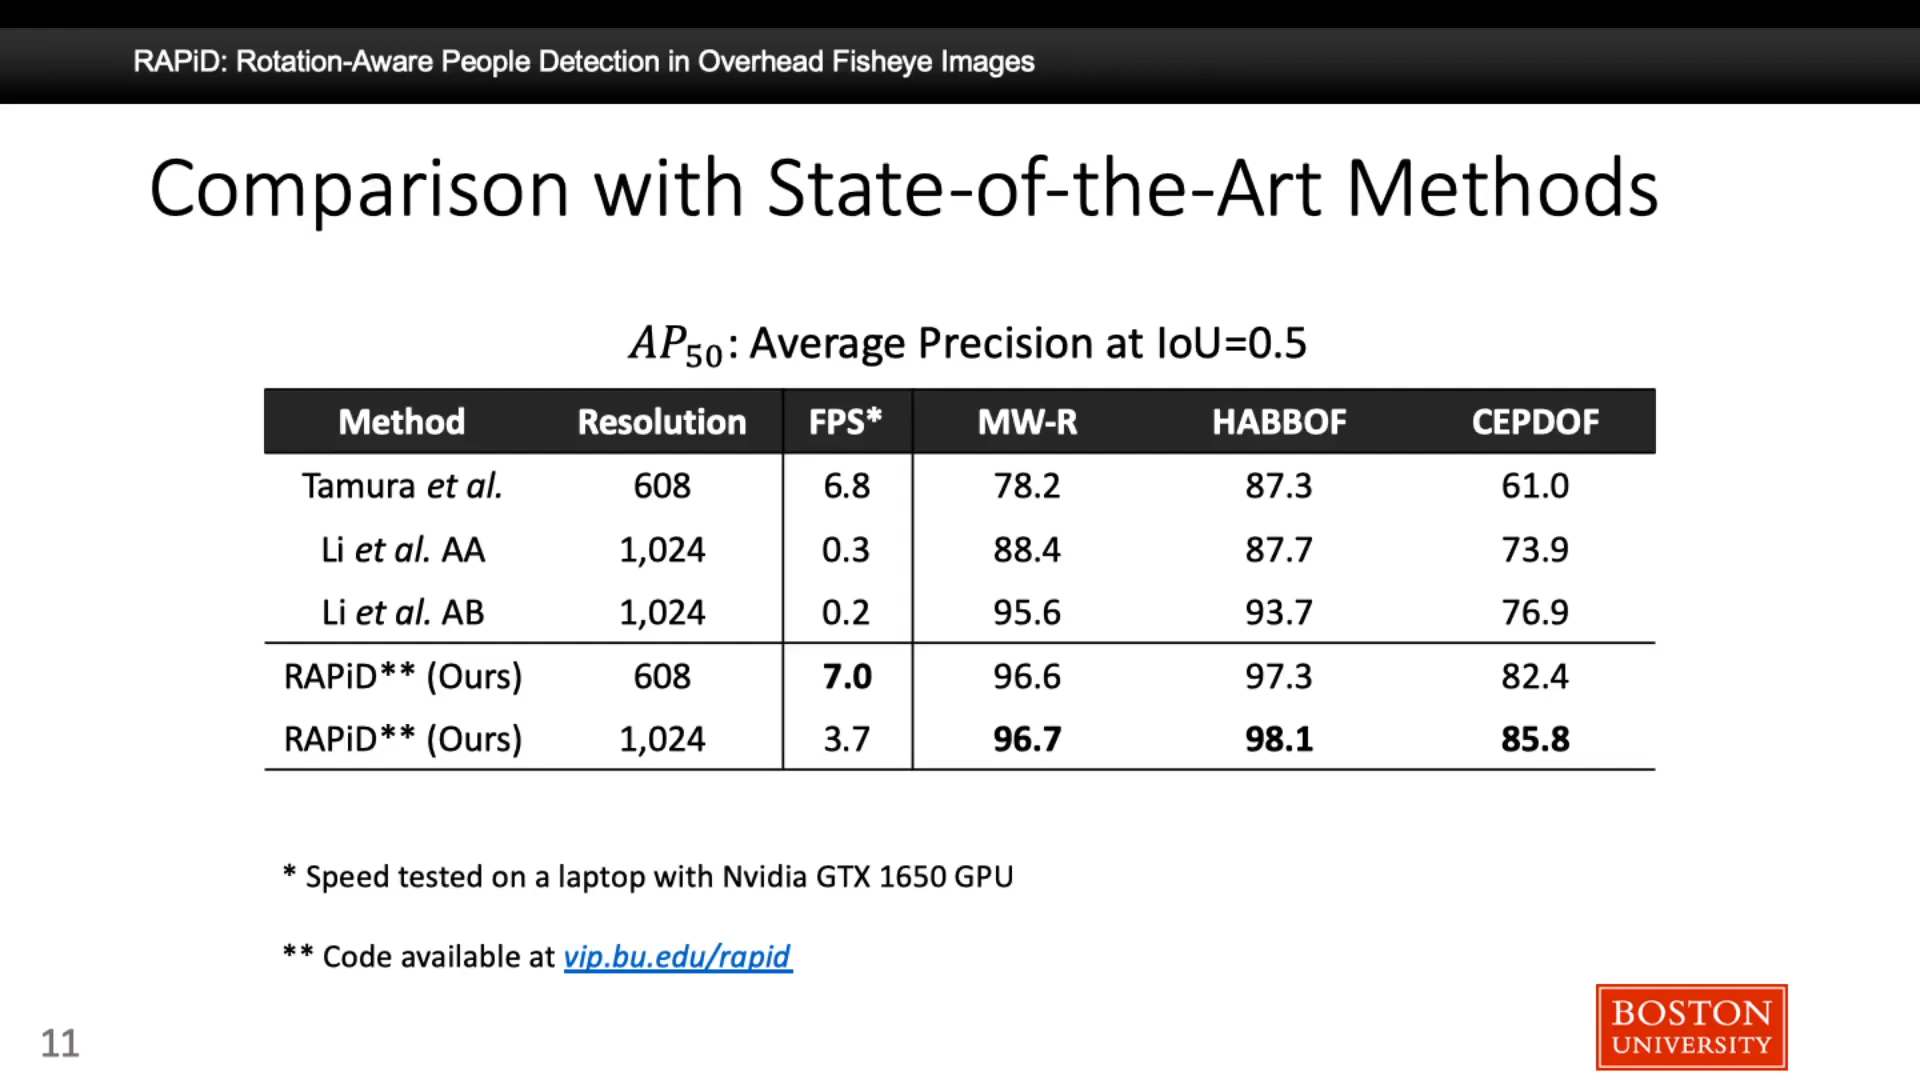 RAPiD: Rotation-Aware People Detection in Overhead Fisheye Images
Comparison with State-of-the-Art Methods
AP50: Average Precision at IoU=0.5
Method Resolution FPS* MW-R HABBOF CEPDOF
Tamura et al. 608 6.8 78.2 87.3 61.0
Li et al. AA 1,024 0.3 88.4 87.7 73.9
Li et al. AB 1,024 0.2 95.6 93.7 76.9
RAPiD** (Ours) 608 7.0 96.6 97.3 82.4
RAPiD** (Ours) 1,024 3.7 96.7 98.1 85.8
* Speed tested on a laptop with Nvidia GTX 1650 GPU
** Code available at vip.bu.edu/rapid
11
BOSTON
UNIVERSITY